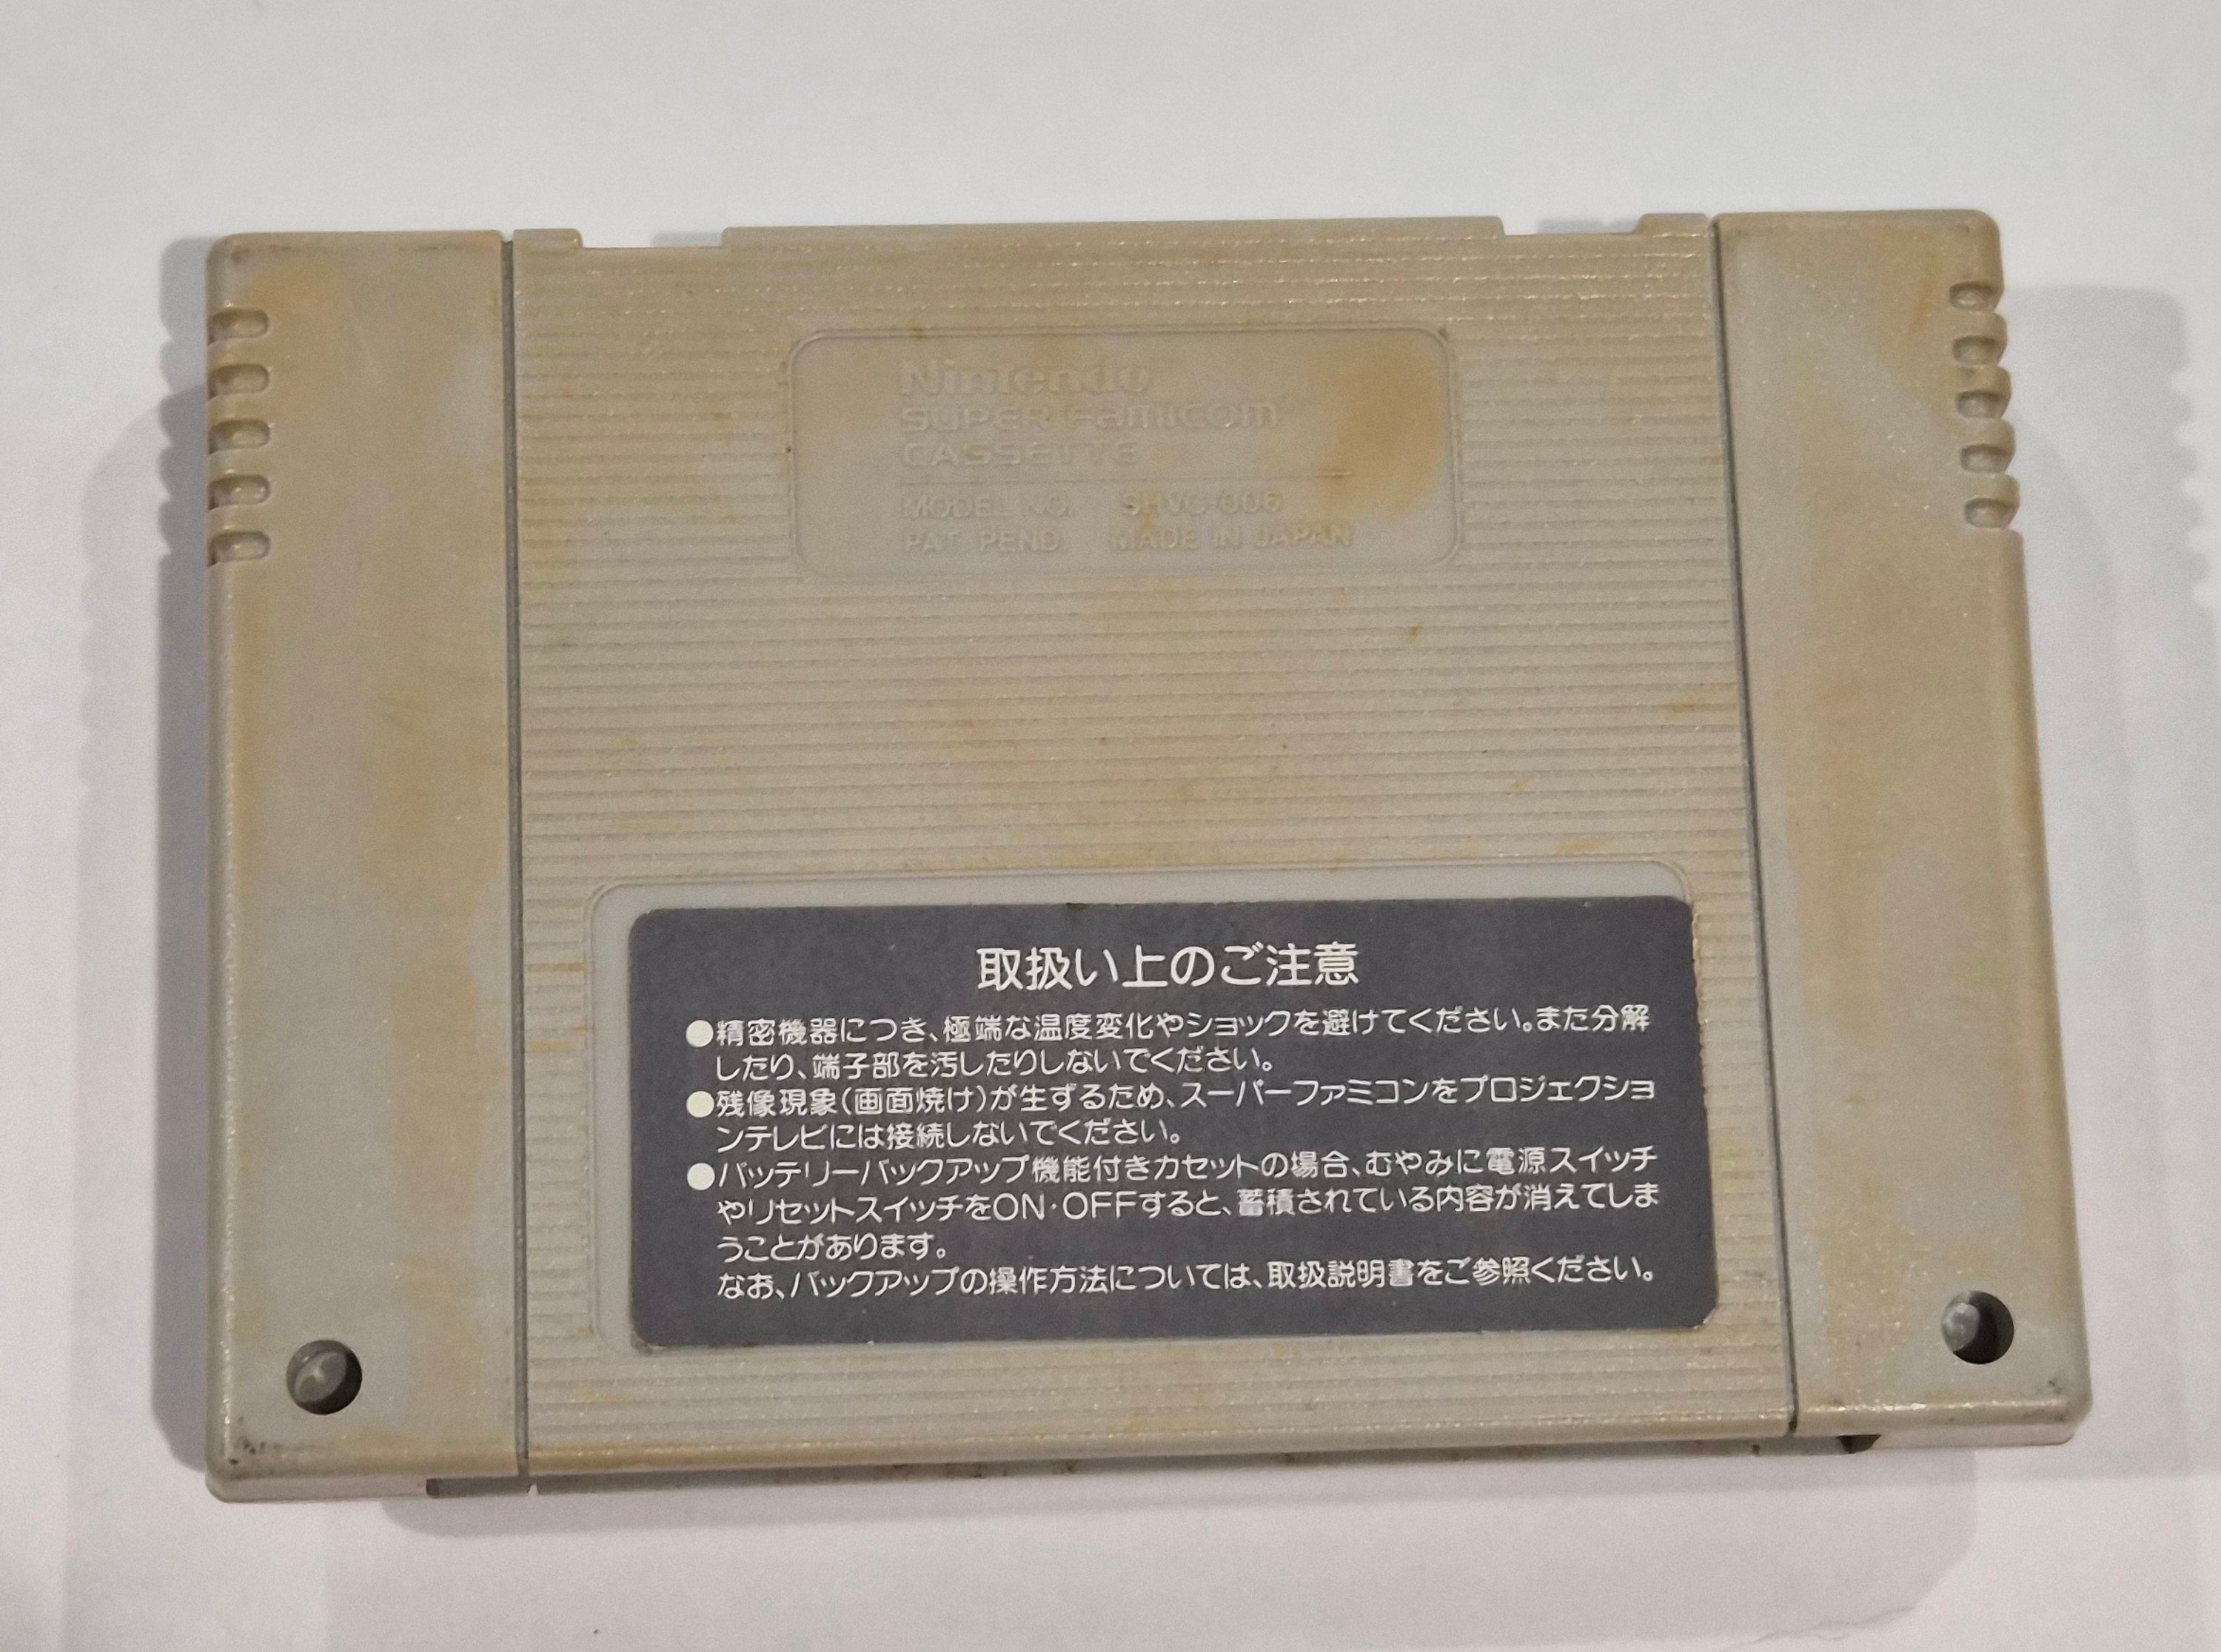 Nintendo
SUPER FAMICOM
CASSETTE
MODEL NO. SHVC-006
PAT. PEND. MADE IN JAPAN
取扱い上のご注意
●精密機器につき、極端な温度変化やショックを避けてください。また分解
したり、端子部を汚したりしないでください。
●残像現象(画面焼け)が生ずるため、スーパーファミコンをプロジェクショ
ンテレビには接続しないでください。
●バッテリーバックアップ機能付きカセットの場合、むやみに電源スイッチ
やリセットスイッチをON・OFFすると、蓄積されている内容が消えてしま
うことがあります。
なお、バックアップの操作方法については、取扱説明書をご参照ください。